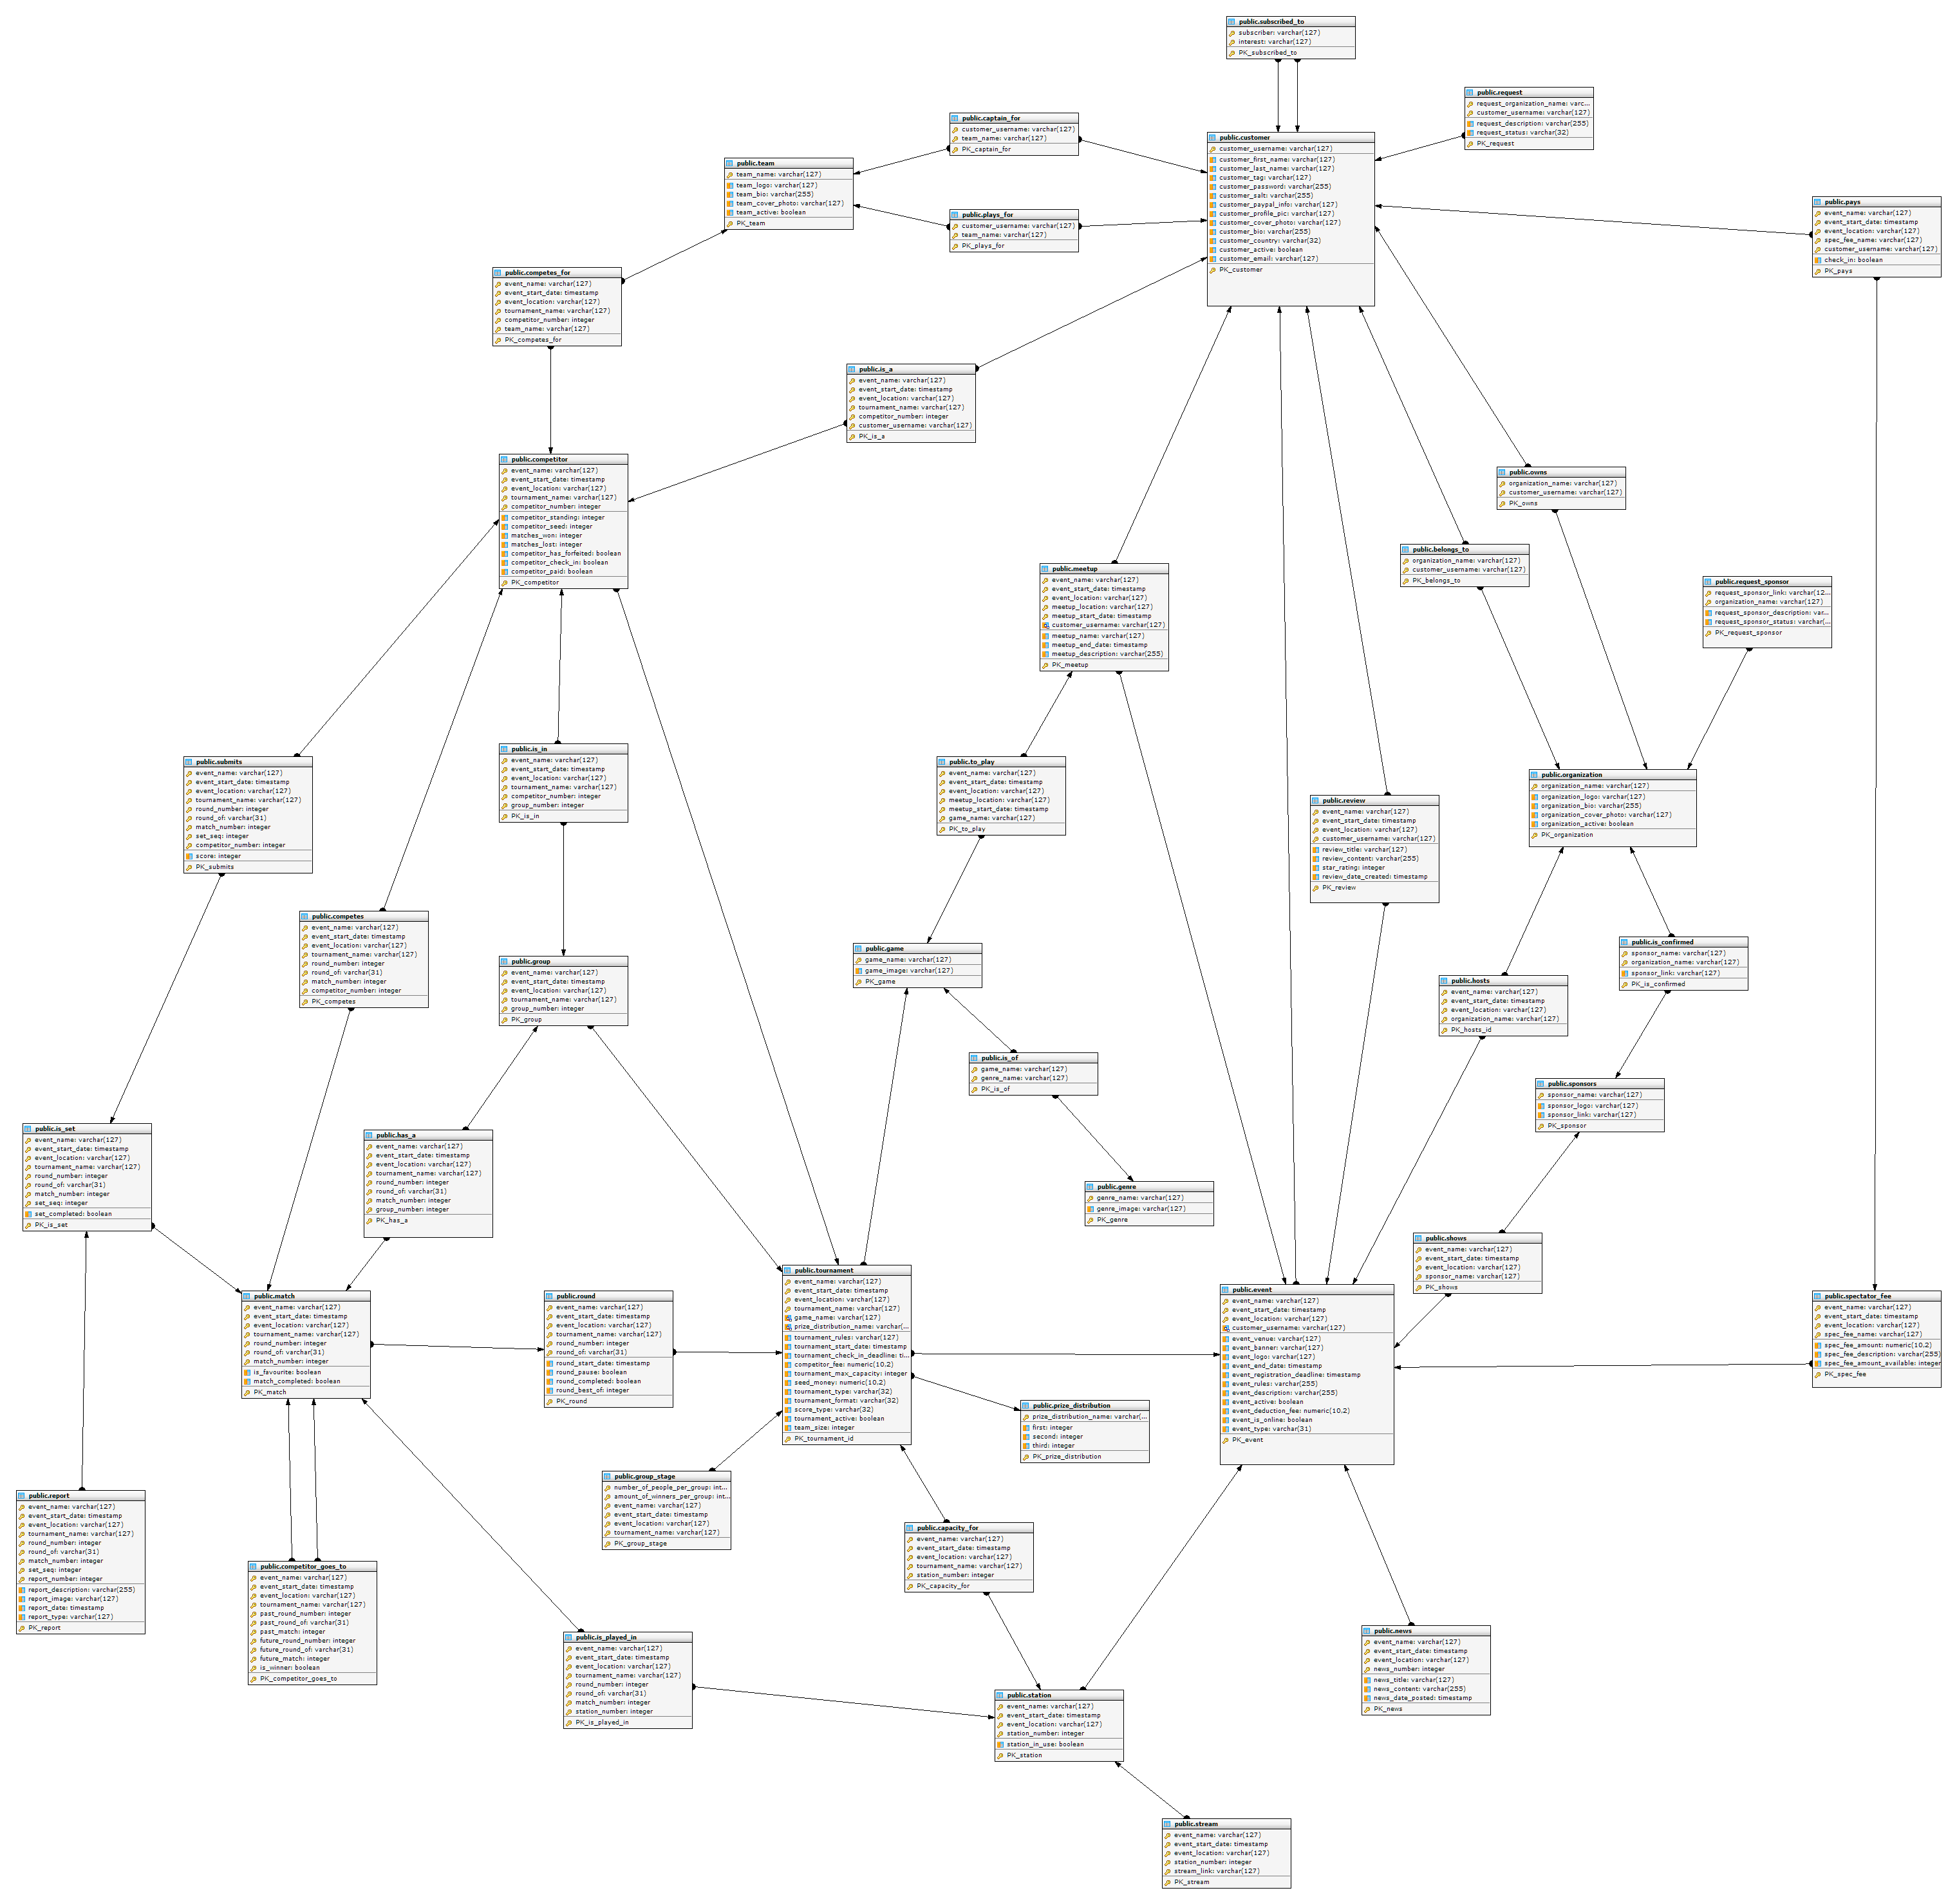 public.subscribed_to
subscriber: varchar(127)
interest: varchar(127)
PK_subscribed_to
public.request
request_organization_name: varc...
customer_username: varchar(127)
request_description: varchar(255)
request_status: varchar(32)
PK_request
public.captain_for
customer_username: varchar(127)
team_name: varchar(127)
PK_captain_for
public.customer
customer_username: varchar(127)
customer_first_name: varchar(127)
customer_last_name: varchar(127)
customer_tag: varchar(127)
customer_password: varchar(255)
customer_salt: varchar(255)
customer_paypal_info: varchar(127)
customer_profile_pic: varchar(127)
customer_cover_photo: varchar(127)
customer_bio: varchar(255)
customer_country: varchar(32)
customer_active: boolean
customer_email: varchar(127)
PK_customer
public.team
team_name: varchar(127)
team_logo: varchar(127)
team_bio: varchar(255)
team_cover_photo: varchar(127)
team_active: boolean
PK_team
public.plays_for
customer_username: varchar(127)
team_name: varchar(127)
PK_plays_for
public.pays
event_name: varchar(127)
event_start_date: timestamp
event_location: varchar(127)
spec_fee_name: varchar(127)
customer_username: varchar(127)
check_in: boolean
PK_pays
public.competes_for
event_name: varchar(127)
event_start_date: timestamp
event_location: varchar(127)
tournament_name: varchar(127)
competitor_number: integer
team_name: varchar(127)
PK_competes_for
public.is_a
event_name: varchar(127)
event_start_date: timestamp
event_location: varchar(127)
tournament_name: varchar(127)
competitor_number: integer
customer_username: varchar(127)
PK_is_a
public.competitor
event_name: varchar(127)
event_start_date: timestamp
event_location: varchar(127)
tournament_name: varchar(127)
competitor_number: integer
competitor_standing: integer
competitor_seed: integer
matches_won: integer
matches_lost: integer
competitor_has_forfeited: boolean
competitor_check_in: boolean
competitor_paid: boolean
PK_competitor
public.owns
organization_name: varchar(127)
customer_username: varchar(127)
PK_owns
public.belongs_to
organization_name: varchar(127)
customer_username: varchar(127)
PK_belongs_to
public.meetup
event_name: varchar(127)
event_start_date: timestamp
event_location: varchar(127)
meetup_location: varchar(127)
meetup_start_date: timestamp
customer_username: varchar(127)
meetup_name: varchar(127)
meetup_end_date: timestamp
meetup_description: varchar(255)
PK_meetup
public.request_sponsor
request_sponsor_link: varchar(12...
organization_name: varchar(127)
request_sponsor_description: var...
request_sponsor_status: varchar(...
PK_request_sponsor
public.submits
event_name: varchar(127)
event_start_date: timestamp
event_location: varchar(127)
tournament_name: varchar(127)
round_number: integer
round_of: varchar(31)
match_number: integer
set_seq: integer
competitor_number: integer
score: integer
PK_submits
public.is_in
event_name: varchar(127)
event_start_date: timestamp
event_location: varchar(127)
tournament_name: varchar(127)
competitor_number: integer
group_number: integer
PK_is_in
public.to_play
event_name: varchar(127)
event_start_date: timestamp
event_location: varchar(127)
meetup_location: varchar(127)
meetup_start_date: timestamp
game_name: varchar(127)
PK_to_play
public.review
event_name: varchar(127)
event_start_date: timestamp
event_location: varchar(127)
customer_username: varchar(127)
review_title: varchar(127)
review_content: varchar(255)
star_rating: integer
review_date_created: timestamp
PK_review
public.organization
organization_name: varchar(127)
organization_logo: varchar(127)
organization_bio: varchar(255)
organization_cover_photo: varchar(127)
organization_active: boolean
PK_organization
public.competes
event_name: varchar(127)
event_start_date: timestamp
event_location: varchar(127)
tournament_name: varchar(127)
round_number: integer
round_of: varchar(31)
match_number: integer
competitor_number: integer
PK_competes
public.group
event_name: varchar(127)
event_start_date: timestamp
event_location: varchar(127)
tournament_name: varchar(127)
group_number: integer
PK_group
public.game
game_name: varchar(127)
game_image: varchar(127)
PK_game
public.is_confirmed
sponsor_name: varchar(127)
organization_name: varchar(127)
sponsor_link: varchar(127)
PK_is_confirmed
public.hosts
event_name: varchar(127)
event_start_date: timestamp
event_location: varchar(127)
organization_name: varchar(127)
PK_hosts_id
public.is_of
game_name: varchar(127)
genre_name: varchar(127)
PK_is_of
public.sponsors
sponsor_name: varchar(127)
sponsor_logo: varchar(127)
sponsor_link: varchar(127)
PK_sponsor
public.is_set
event_name: varchar(127)
event_start_date: timestamp
event_location: varchar(127)
tournament_name: varchar(127)
round_number: integer
round_of: varchar(31)
match_number: integer
set_seq: integer
set_completed: boolean
PK_is_set
public.has_a
event_name: varchar(127)
event_start_date: timestamp
event_location: varchar(127)
tournament_name: varchar(127)
round_number: integer
round_of: varchar(31)
match_number: integer
group_number: integer
PK_has_a
public.genre
genre_name: varchar(127)
genre_image: varchar(127)
PK_genre
public.shows
event_name: varchar(127)
event_start_date: timestamp
event_location: varchar(127)
sponsor_name: varchar(127)
PK_shows
public.match
event_name: varchar(127)
event_start_date: timestamp
event_location: varchar(127)
tournament_name: varchar(127)
round_number: integer
round_of: varchar(31)
match_number: integer
is_favourite: boolean
match_completed: boolean
PK_match
public.round
event_name: varchar(127)
event_start_date: timestamp
event_location: varchar(127)
tournament_name: varchar(127)
round_number: integer
round_of: varchar(31)
round_start_date: timestamp
round_pause: boolean
round_completed: boolean
round_best_of: integer
PK_round
public.tournament
event_name: varchar(127)
event_start_date: timestamp
event_location: varchar(127)
tournament_name: varchar(127)
game_name: varchar(127)
prize_distribution_name: varchar(...
tournament_rules: varchar(127)
tournament_start_date: timestamp
tournament_check_in_deadline: ti...
competitor_fee: numeric(10.2)
tournament_max_capacity: integer
seed_money: numeric(10.2)
tournament_type: varchar(32)
tournament_format: varchar(32)
score_type: varchar(32)
tournament_active: boolean
team_size: integer
PK_tournament_id
public.event
event_name: varchar(127)
event_start_date: timestamp
event_location: varchar(127)
customer_username: varchar(127)
event_venue: varchar(127)
event_banner: varchar(127)
event_logo: varchar(127)
event_end_date: timestamp
event_registration_deadline: timestamp
event_rules: varchar(255)
event_description: varchar(255)
event_active: boolean
event_deduction_fee: numeric(10.2)
event_is_online: boolean
event_type: varchar(31)
PK_event
public.spectator_fee
event_name: varchar(127)
event_start_date: timestamp
event_location: varchar(127)
spec_fee_name: varchar(127)
spec_fee_amount: numeric(10.2)
spec_fee_description: varchar(255)
spec_fee_amount_available: integer
PK_spec_fee
public.prize_distribution
prize_distribution_name: varchar(...
first: integer
second: integer
third: integer
PK_prize_distribution
public.group_stage
number_of_people_per_group: int...
amount_of_winners_per_group: int...
event_name: varchar(127)
event_start_date: timestamp
event_location: varchar(127)
tournament_name: varchar(127)
PK_group_stage
public.report
event_name: varchar(127)
event_start_date: timestamp
event_location: varchar(127)
tournament_name: varchar(127)
round_number: integer
round_of: varchar(31)
match_number: integer
set_seq: integer
report_number: integer
report_description: varchar(255)
report_image: varchar(127)
report_date: timestamp
report_type: varchar(127)
PK_report
public.capacity_for
event_name: varchar(127)
event_start_date: timestamp
event_location: varchar(127)
tournament_name: varchar(127)
station_number: integer
PK_capacity_for
public.competitor_goes_to
event_name: varchar(127)
event_start_date: timestamp
event_location: varchar(127)
tournament_name: varchar(127)
past_round_number: integer
past_round_of: varchar(31)
past_match: integer
future_round_number: integer
future_round_of: varchar(31)
future_match: integer
is_winner: boolean
PK_competitor_goes_to
public.is_played_in
event_name: varchar(127)
event_start_date: timestamp
event_location: varchar(127)
tournament_name: varchar(127)
round_number: integer
round_of: varchar(31)
match_number: integer
station_number: integer
PK_is_played_in
public.news
event_name: varchar(127)
event_start_date: timestamp
event_location: varchar(127)
news_number: integer
news_title: varchar(127)
news_content: varchar(255)
news_date_posted: timestamp
PK_news
public.station
event_name: varchar(127)
event_start_date: timestamp
event_location: varchar(127)
station_number: integer
station_in_use: boolean
PK_station
public.stream
event_name: varchar(127)
event_start_date: timestamp
event_location: varchar(127)
station_number: integer
stream_link: varchar(127)
PK_stream